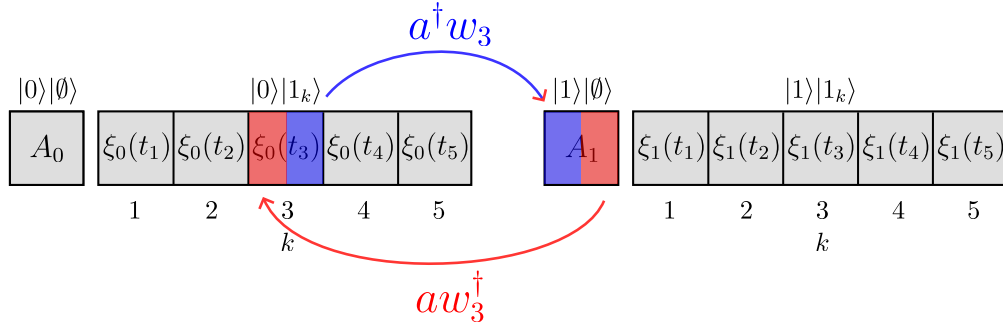 a†w₃
|0⟩|∅⟩ |0⟩|1ₖ⟩ |1⟩|∅⟩ |1⟩|1ₖ⟩
A₀ ξ₀(t₁) ξ₀(t₂) ξ₀(t₃) ξ₀(t₄) ξ₀(t₅) A₁ ξ₁(t₁) ξ₁(t₂) ξ₁(t₃) ξ₁(t₄) ξ₁(t₅)
1 2 3 4 5 1 2 3 4 5
k k
aw₃†